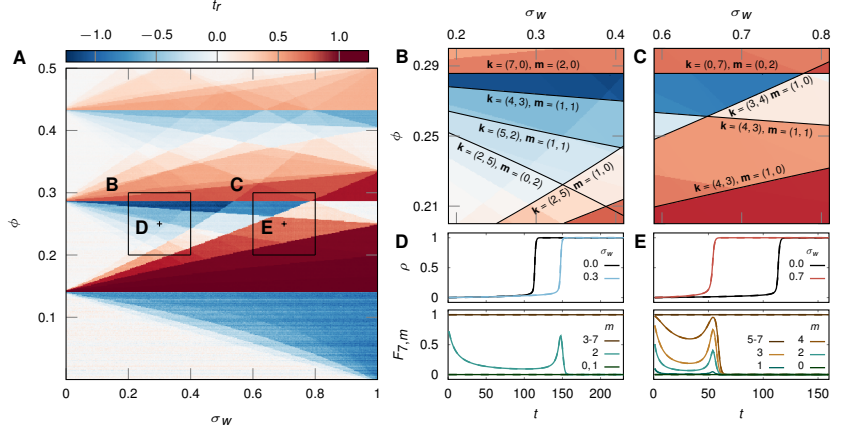 t_r
−1.0 −0.5 0.0 0.5 1.0
A
0.5
0.4
0.3
0.2
0.1
ϕ
0 0.2 0.4 0.6 0.8 1
σ_w
B C
D E
σ_w
0.2 0.3 0.4
B
0.29
0.25
0.21
ϕ
k = (7, 0), m = (2, 0)
k = (4, 3), m = (1, 1)
k = (5, 2), m = (1, 1)
k = (2, 5), m = (0, 2)
k = (2, 5), m = (1, 0)
σ_w
0.6 0.7 0.8
C
k = (0, 7), m = (0, 2)
k = (3, 4) m = (1, 0)
k = (4, 3), m = (1, 1)
k = (4, 3), m = (1, 0)
D
ρ
1
0
σ_w
0.0
0.3
E
1
0
σ_w
0.0
0.7
F_{7,m}
1
0
m
3-7
2
0, 1
0 50 100 150 200
t
1
0
m
5-7 4
3 2
1 0
0 50 100 150
t